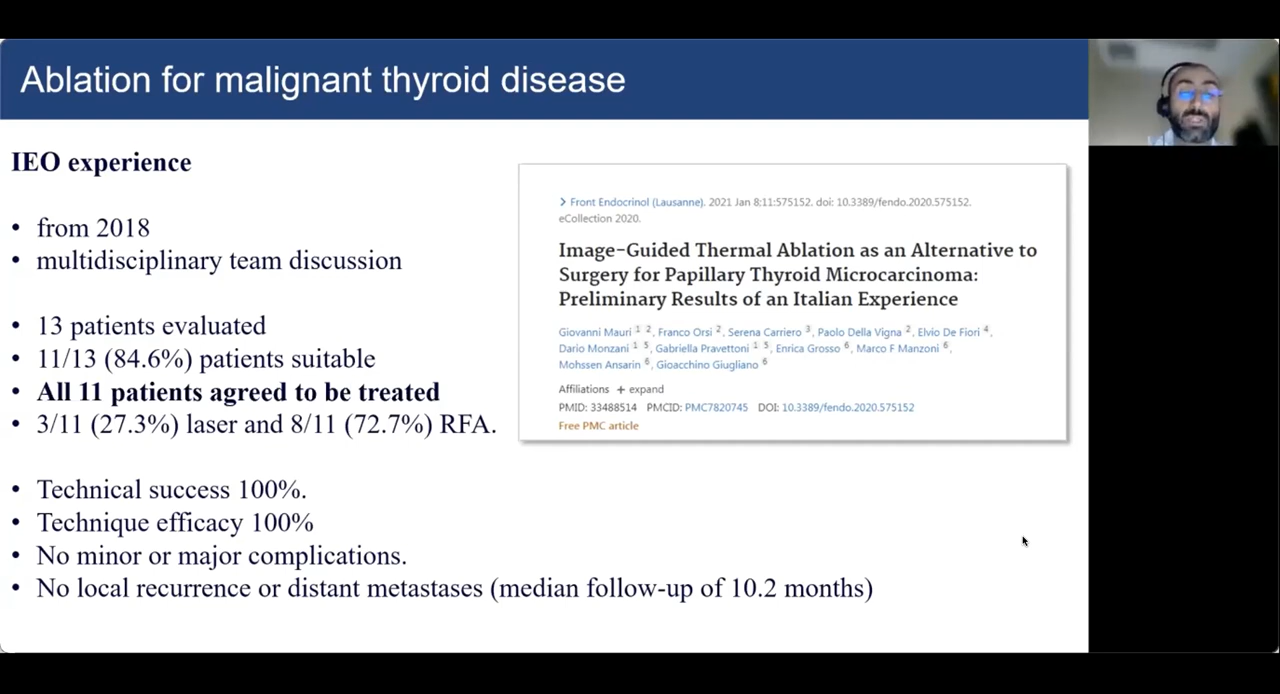 Ablation for malignant thyroid disease
IEO experience
• from 2018
• multidisciplinary team discussion
• 13 patients evaluated
• 11/13 (84.6%) patients suitable
• All 11 patients agreed to be treated
• 3/11 (27.3%) laser and 8/11 (72.7%) RFA.
• Technical success 100%.
• Technique efficacy 100%
• No minor or major complications.
• No local recurrence or distant metastases (median follow-up of 10.2 months)
> Front Endocrinol (Lausanne). 2021 Jan 8:11:575152. doi: 10.3389/fendo.2020.575152.
eCollection 2020.
Image-Guided Thermal Ablation as an Alternative to
Surgery for Papillary Thyroid Microcarcinoma:
Preliminary Results of an Italian Experience
Giovanni Mauri 1 2, Franco Orsi 2, Serena Carriero 3, Paolo Della Vigna 2, Elvio De Fiori 4,
Dario Monzani 1 5, Gabriella Pravettoni 1 5, Enrica Grosso 6, Marco F Manzoni 6,
Mohssen Ansarin 6, Gioacchino Giugliano 6
Affiliations + expand
PMID: 33488514 PMCID: PMC7820745 DOI: 10.3389/fendo.2020.575152
Free PMC article